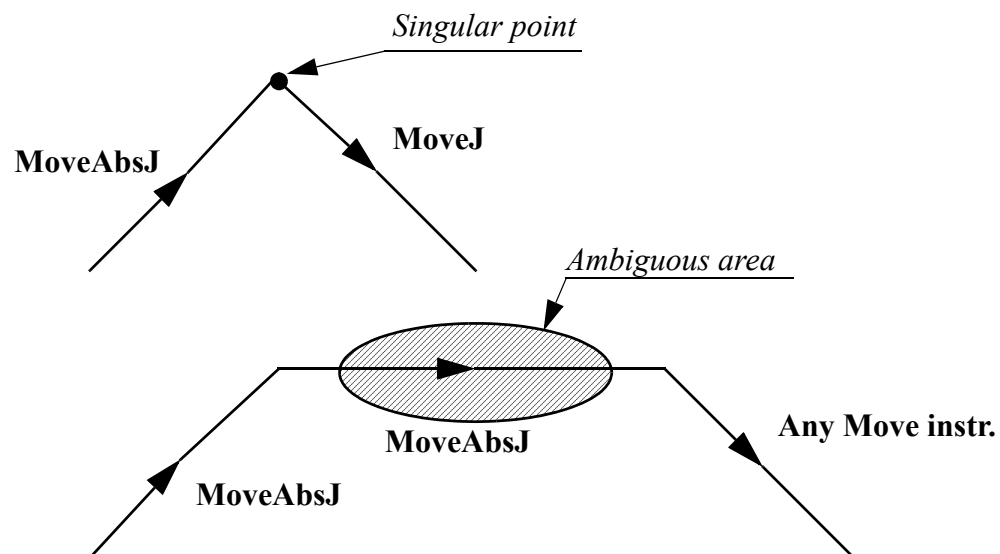 Singular point
MoveAbsJ
MoveJ
Ambiguous area
MoveAbsJ
Any Move instr.
MoveAbsJ